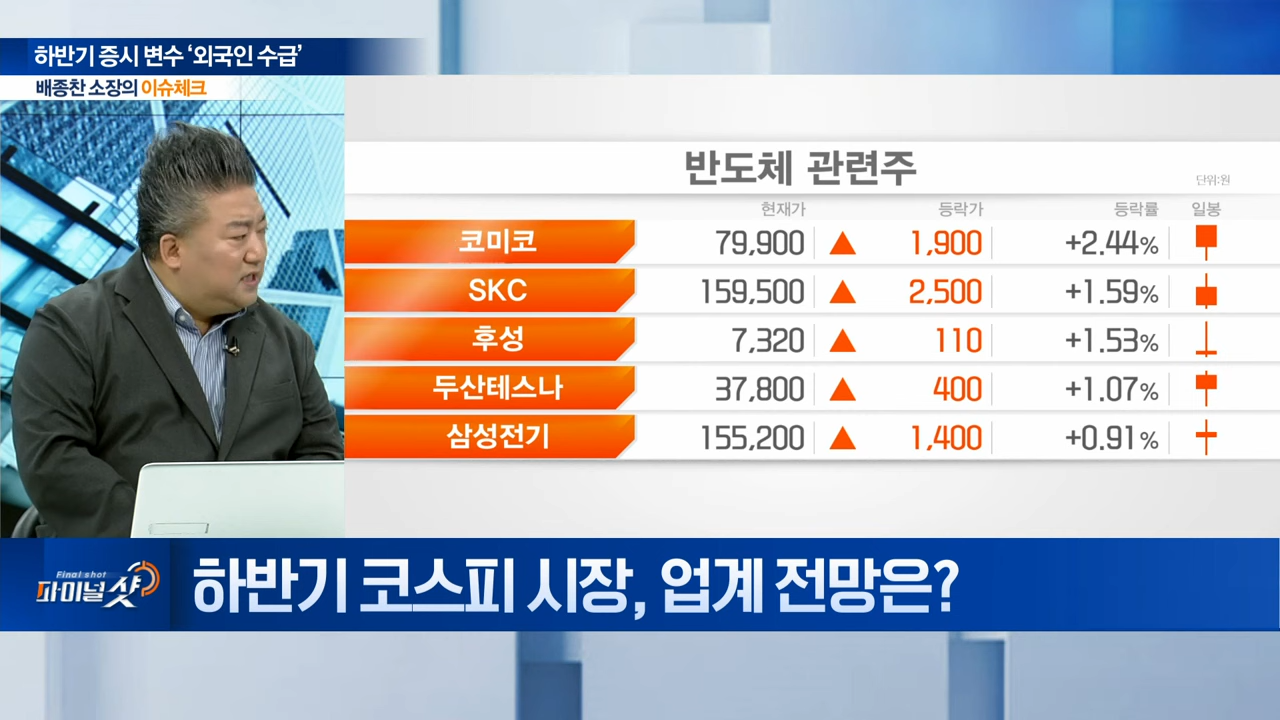 하반기 증시 변수 ‘외국인 수급’
배종찬 소장의 이슈체크
반도체 관련주
단위:원
현재가 등락가 등락률 일봉
코미코 79,900 ▲ 1,900 +2.44%
SKC 159,500 ▲ 2,500 +1.59%
후성 7,320 ▲ 110 +1.53%
두산테스나 37,800 ▲ 400 +1.07%
삼성전기 155,200 ▲ 1,400 +0.91%
Final shot
파이널 샷
하반기 코스피 시장, 업계 전망은?